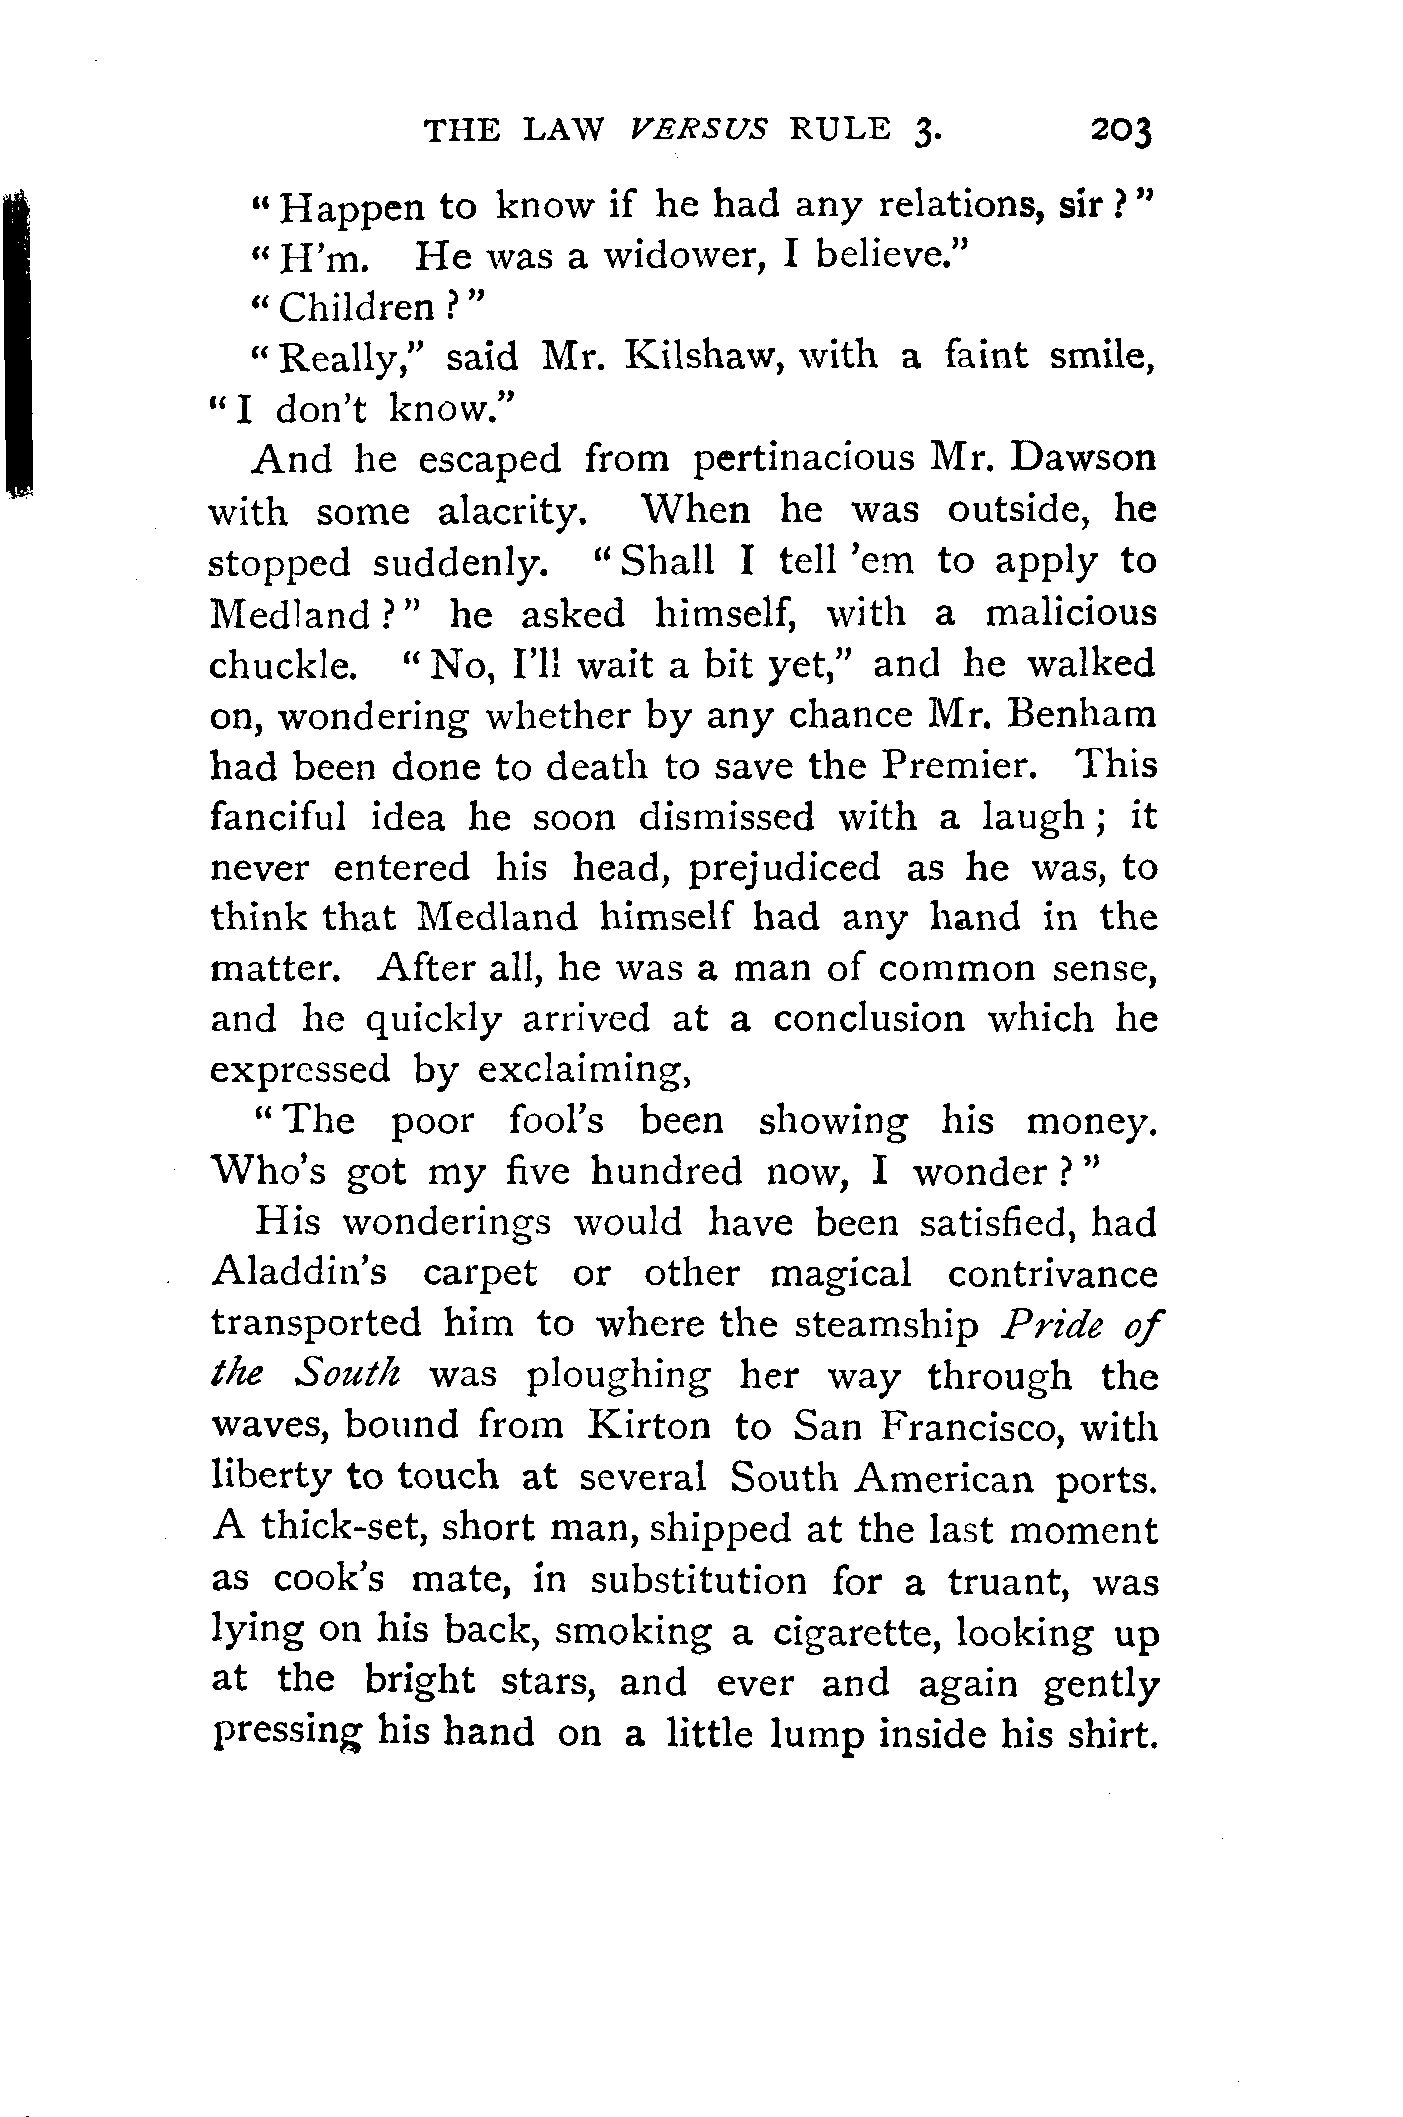 THE LAW VERSUS RULE 3. 203
“Happen to know if he had any relations, sir?”
“H’m. He was a widower, I believe.”
“Children?”
“Really,” said Mr. Kilshaw, with a faint smile,
“I don’t know.”
And he escaped from pertinacious Mr. Dawson
with some alacrity. When he was outside, he
stopped suddenly. “Shall I tell ’em to apply to
Medland?” he asked himself, with a malicious
chuckle. “No, I’ll wait a bit yet,” and he walked
on, wondering whether by any chance Mr. Benham
had been done to death to save the Premier. This
fanciful idea he soon dismissed with a laugh; it
never entered his head, prejudiced as he was, to
think that Medland himself had any hand in the
matter. After all, he was a man of common sense,
and he quickly arrived at a conclusion which he
expressed by exclaiming,
“The poor fool’s been showing his money.
Who’s got my five hundred now, I wonder?”
His wonderings would have been satisfied, had
Aladdin’s carpet or other magical contrivance
transported him to where the steamship Pride of
the South was ploughing her way through the
waves, bound from Kirton to San Francisco, with
liberty to touch at several South American ports.
A thick-set, short man, shipped at the last moment
as cook’s mate, in substitution for a truant, was
lying on his back, smoking a cigarette, looking up
at the bright stars, and ever and again gently
pressing his hand on a little lump inside his shirt.